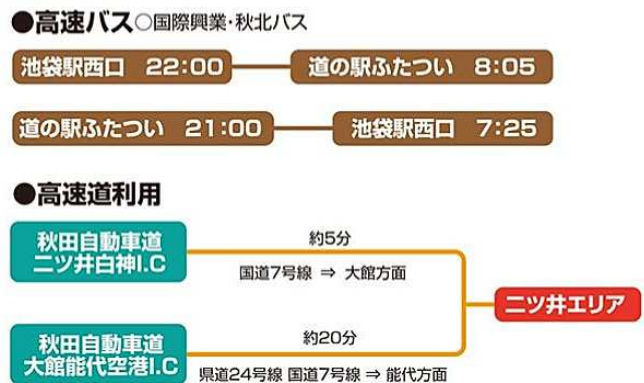 ●高速バス○国際興業・秋北バス
池袋駅西口 22:00 道の駅ふたつい 8:05
道の駅ふたつい 21:00 池袋駅西口 7:25
●高速道利用
秋田自動車道
二ツ井白神I.C
約5分
国道7号線 ⇒ 大館方面
二ツ井エリア
秋田自動車道
大館能代空港I.C
約20分
県道24号線 国道7号線 ⇒ 能代方面